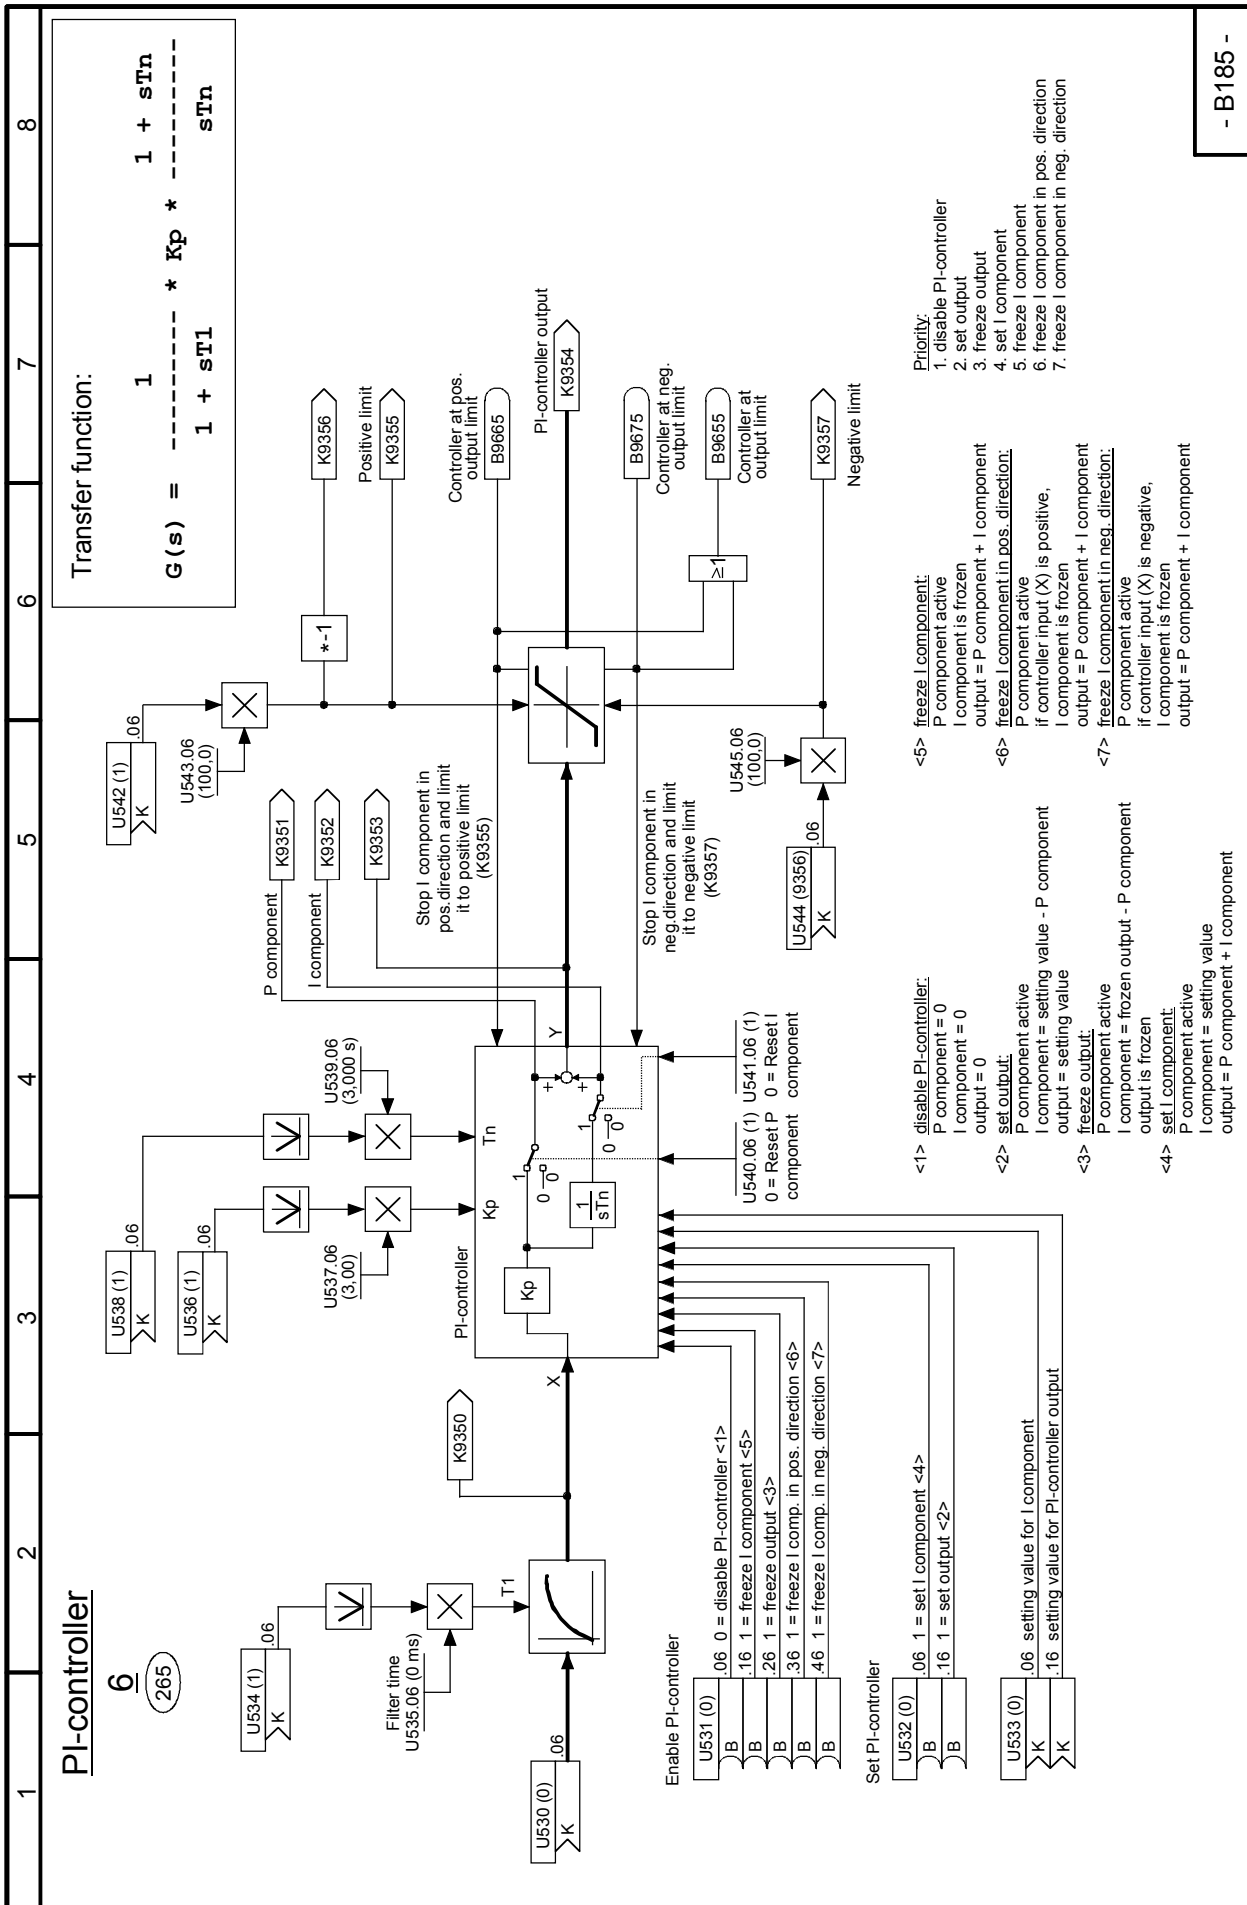 1 2 3 4 5 6 7 8
PI-controller
6
265
Transfer function:
1 1 + sTn
G(s) = -------- * Kp * ---------
1 + sT1 sTn
U534 (1)
K
.06
Filter time
U535.06 (0 ms)
T1
U530 (0)
K
.06
K9350
X
U538 (1)
K
.06
U536 (1)
K
.06
U537.06
(3,00)
U539.06
(3,000 s)
Kp
Tn
PI-controller
Kp
1
sTn
1
0
0
1
0
0
+
+
Y
U540.06 (1)
0 = Reset P
component
U541.06 (1)
0 = Reset I
component
P component
K9351
I component
K9352
K9353
Stop I component in
pos.direction and limit
it to positive limit
(K9355)
Stop I component in
neg.direction and limit
it to negative limit
(K9357)
U542 (1)
K
.06
U543.06
(100,0)
*-1
K9356
Positive limit
K9355
Controller at pos.
output limit
B9665
PI-controller output
K9354
B9675
Controller at neg.
output limit
≥1
B9655
Controller at
output limit
K9357
Negative limit
U545.06
(100,0)
U544 (9356)
K
.06
Enable PI-controller
U531 (0)
B .06 0 = disable PI-controller <1>
B .16 1 = freeze I component <5>
B .26 1 = freeze output <3>
B .36 1 = freeze I comp. in pos. direction <6>
B .46 1 = freeze I comp. in neg. direction <7>
Set PI-controller
U532 (0)
B .06 1 = set I component <4>
B .16 1 = set output <2>
U533 (0)
K .06 setting value for I component
K .16 setting value for PI-controller output
<1> disable PI-controller:
P component = 0
I component = 0
output = 0
<2> set output:
P component active
I component = setting value - P component
output = setting value
<3> freeze output:
P component active
I component = frozen output - P component
output is frozen
<4> set I component:
P component active
I component = setting value
output = P component + I component
<5> freeze I component:
P component active
I component is frozen
output = P component + I component
<6> freeze I component in pos. direction:
P component active
if controller input (X) is positive,
I component is frozen
output = P component + I component
<7> freeze I component in neg. direction:
P component active
if controller input (X) is negative,
I component is frozen
output = P component + I component
Priority:
1. disable PI-controller
2. set output
3. freeze output
4. set I component
5. freeze I component
6. freeze I component in pos. direction
7. freeze I component in neg. direction
- B185 -